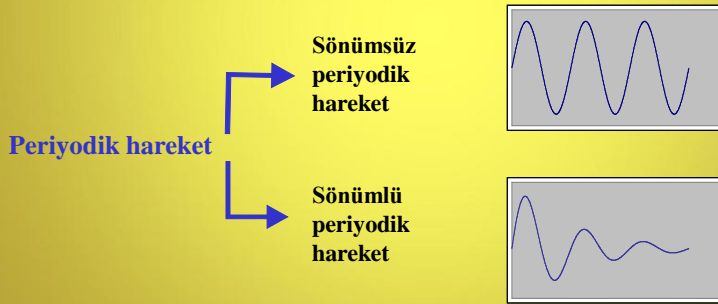 Periyodik hareket
Sönümsüz
periyodik
hareket
Sönümlü
periyodik
hareket